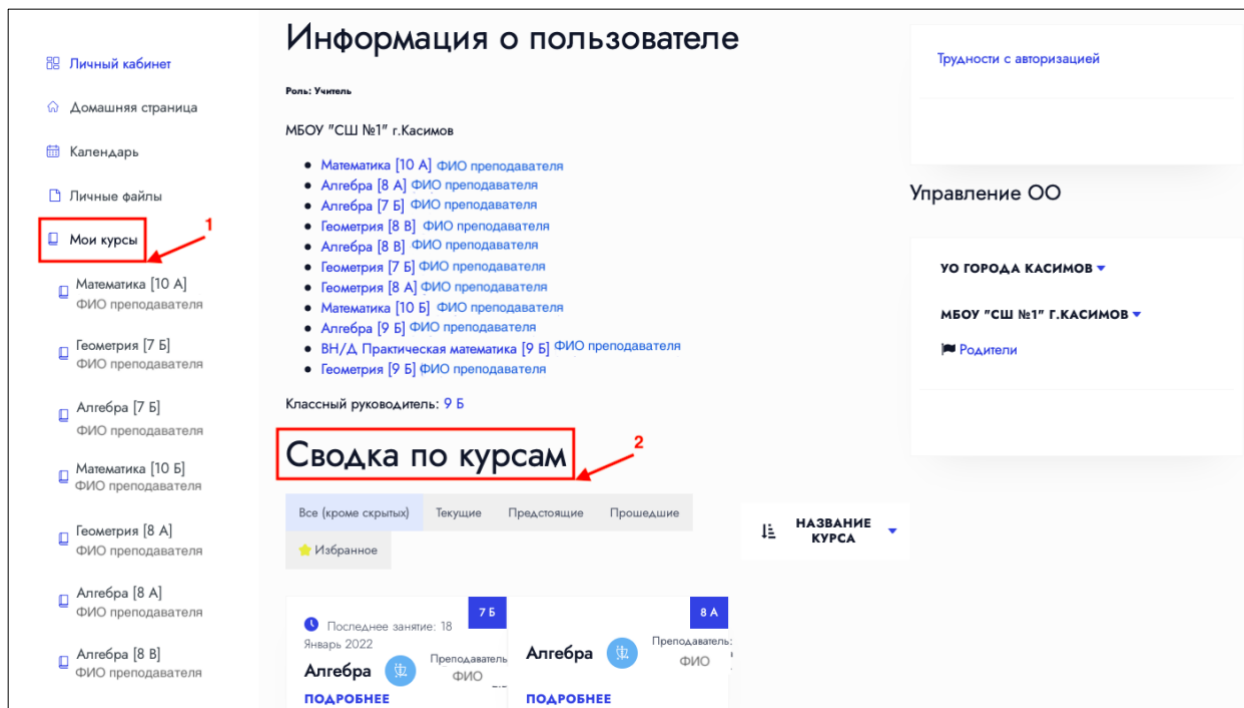 Личный кабинет
Домашняя страница
Календарь
Личные файлы
Мои курсы
1
Математика [10 А]
ФИО преподавателя
Геометрия [7 Б]
ФИО преподавателя
Алгебра [7 Б]
ФИО преподавателя
Математика [10 Б]
ФИО преподавателя
Геометрия [8 А]
ФИО преподавателя
Алгебра [8 А]
ФИО преподавателя
Алгебра [8 В]
ФИО преподавателя
Информация о пользователе
Роль: Учитель
МБОУ "СШ №1" г.Касимов
Математика [10 А] ФИО преподавателя
Алгебра [8 А] ФИО преподавателя
Алгебра [7 Б] ФИО преподавателя
Геометрия [8 В] ФИО преподавателя
Алгебра [8 В] ФИО преподавателя
Геометрия [7 Б] ФИО преподавателя
Геометрия [8 А] ФИО преподавателя
Математика [10 Б] ФИО преподавателя
Алгебра [9 Б] ФИО преподавателя
ВН/Д Практическая математика [9 Б] ФИО преподавателя
Геометрия [9 Б] ФИО преподавателя
Классный руководитель: 9 Б
Сводка по курсам
2
Все (кроме скрытых) Текущие Предстоящие Прошедшие
Избранное
НАЗВАНИЕ
КУРСА
7 Б
Последнее занятие: 18
Январь 2022
Алгебра
Преподаватель
ФИО
ПОДРОБНЕЕ
8 А
Алгебра
Преподаватель:
ФИО
ПОДРОБНЕЕ
Трудности с авторизацией
Управление ОО
УО ГОРОДА КАСИМОВ
МБОУ "СШ №1" Г.КАСИМОВ
Родители